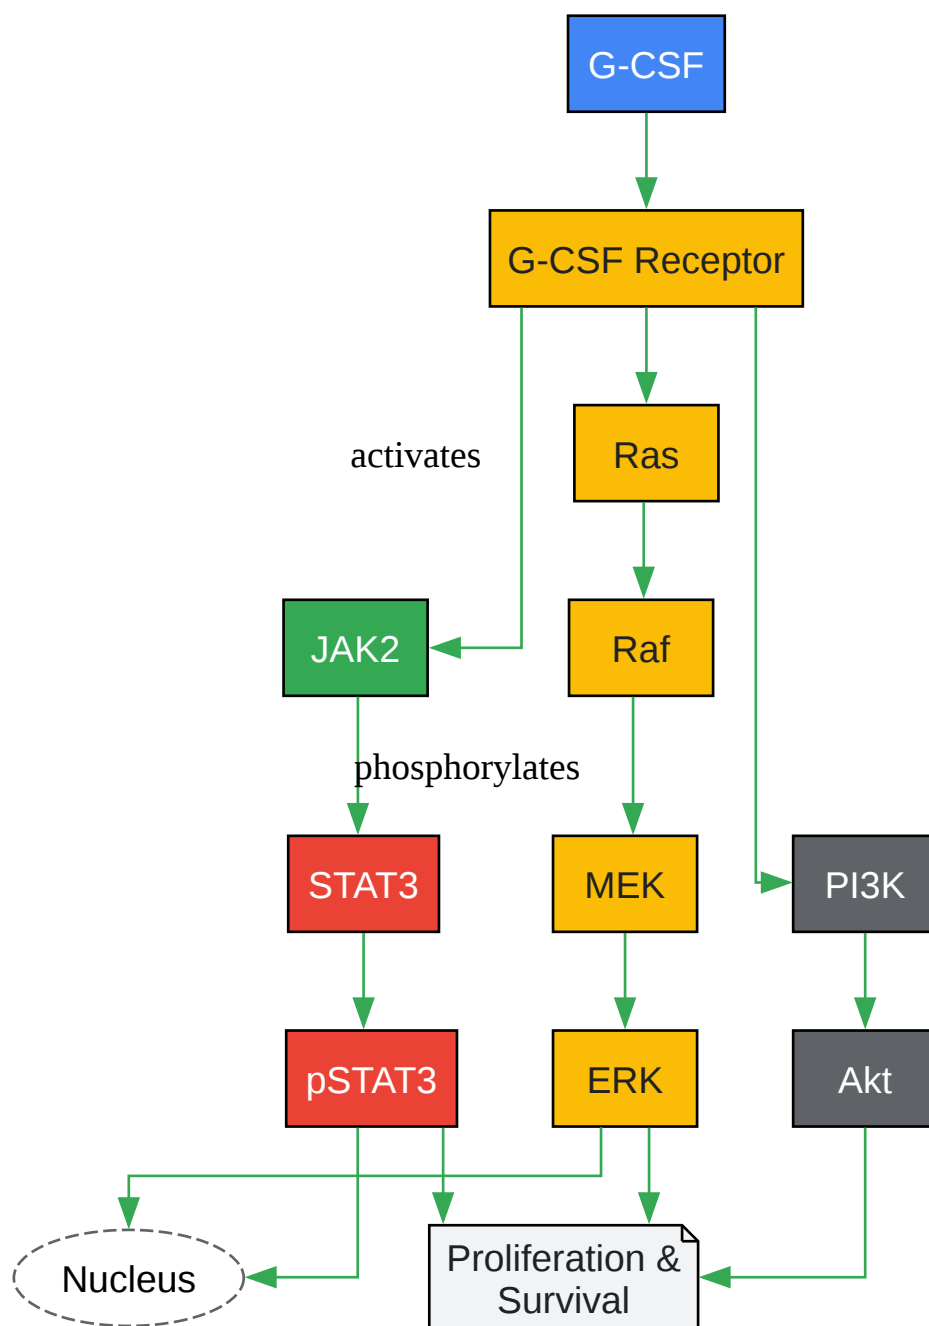 G-CSF
G-CSF Receptor
activates
Ras
JAK2
Raf
phosphorylates
STAT3
MEK
PI3K
pSTAT3
ERK
Akt
Nucleus
Proliferation &
Survival